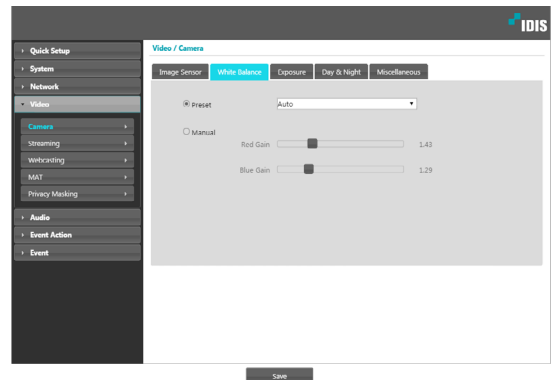 IDIS
Quick Setup
System
Network
Video
Camera
Streaming
Webcasting
MAT
Privacy Masking
Audio
Event Action
Event
Video / Camera
Image Sensor White Balance Exposure Day & Night Miscellaneous
Preset Auto
Manual
Red Gain 1.43
Blue Gain 1.29
Save